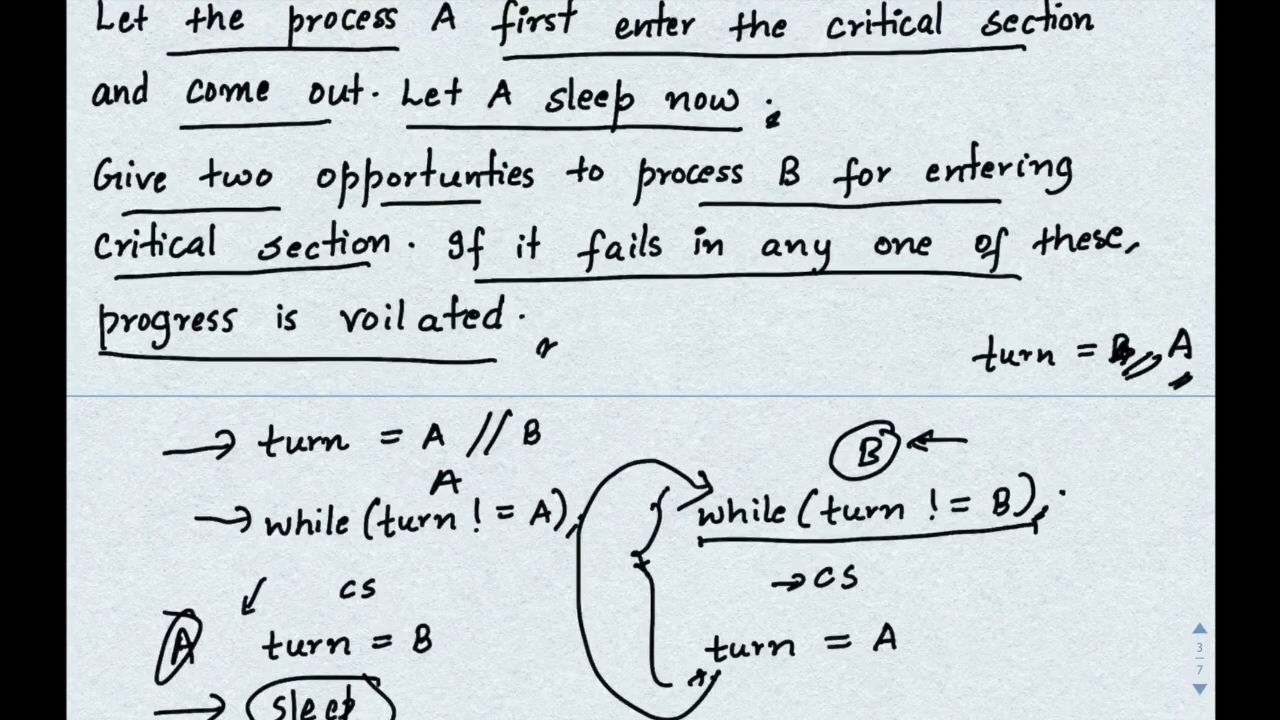 Let the process A first enter the critical section
and come out. Let A sleep now.
Give two opportunties to process B for entering
critical section. If it fails in any one of these,
progress is voilated.
turn = B, A
turn = A // B
A
while (turn != A);
cs
A turn = B
sleep
B
while (turn != B);
cs
turn = A
3
7